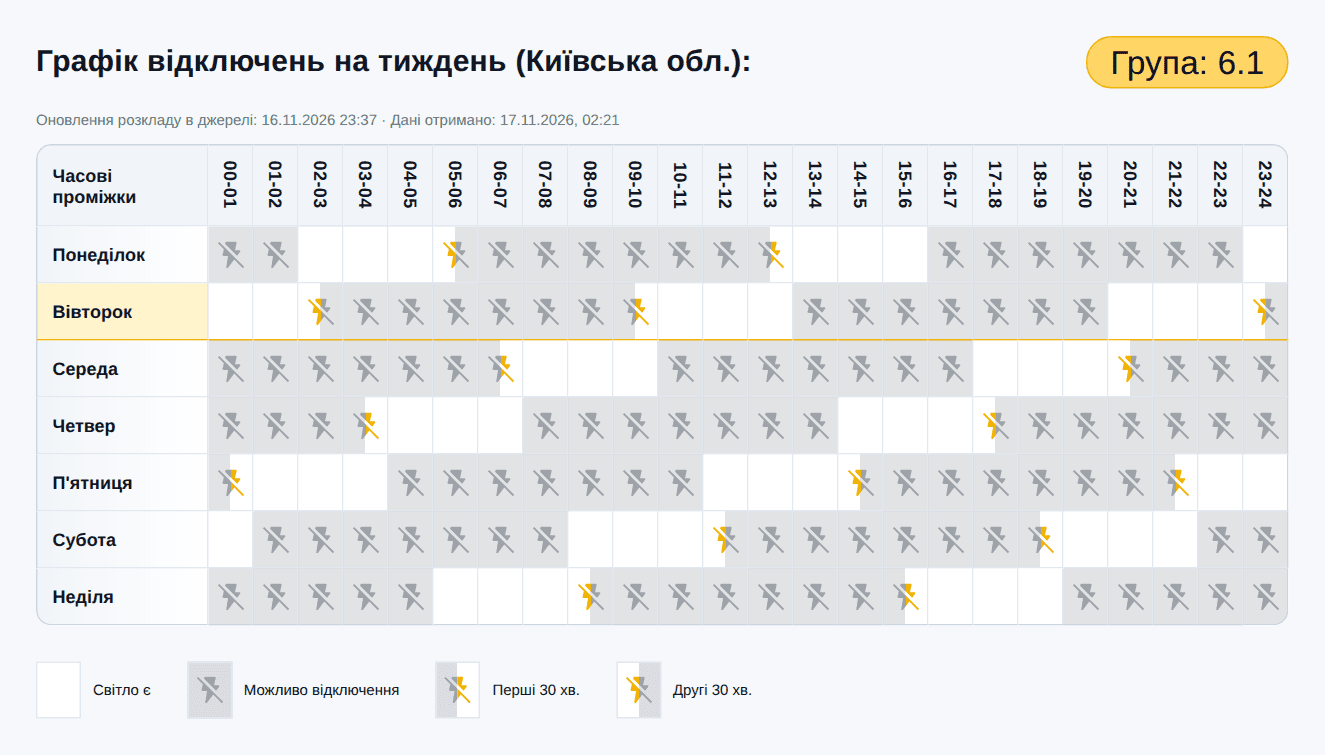 Графік відключень на тиждень (Київська обл.):
Група: 6.1
Оновлення розкладу в джерелі: 16.11.2026 23:37 · Дані отримано: 17.11.2026, 02:21
Часові
проміжки
00-01
01-02
02-03
03-04
04-05
05-06
06-07
07-08
08-09
09-10
10-11
11-12
12-13
13-14
14-15
15-16
16-17
17-18
18-19
19-20
20-21
21-22
22-23
23-24
Понеділок
Вівторок
Середа
Четвер
П'ятниця
Субота
Неділя
Світло є
Можливо відключення
Перші 30 хв.
Другі 30 хв.